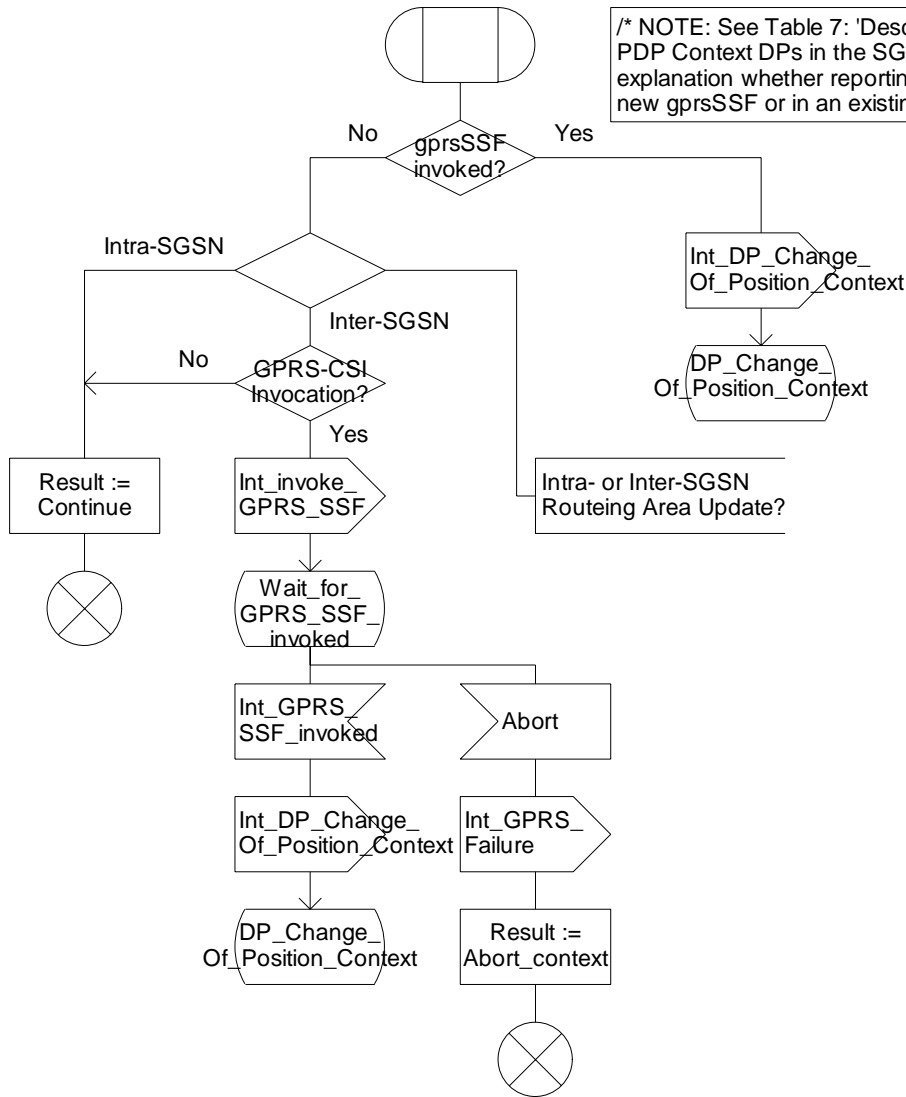 /* NOTE: See Table 7: 'Desc
PDP Context DPs in the SG
explanation whether reportin
new gprsSSF or in an existin
No
gprsSSF
invoked?
Yes
Intra-SGSN
Int_DP_Change_
Of_Position_Context
Inter-SGSN
No
GPRS-CSI
Invocation?
DP_Change_
Of_Position_Context
Yes
Result :=
Continue
Int_invoke_
GPRS_SSF
Intra- or Inter-SGSN
Routeing Area Update?
Wait_for_
GPRS_SSF_
invoked
Int_GPRS_
SSF_invoked
Abort
Int_DP_Change_
Of_Position_Context
Int_GPRS_
Failure
DP_Change_
Of_Position_Context
Result :=
Abort_context